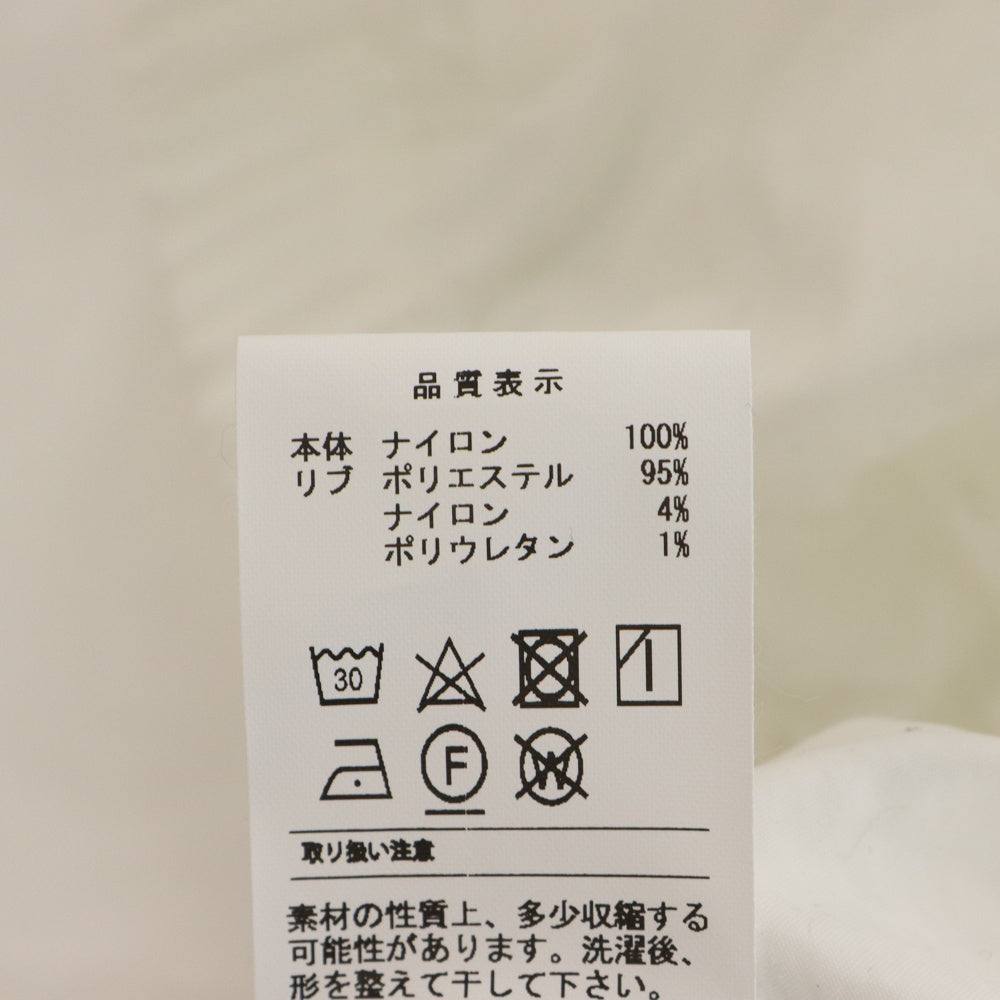 品質表示
本体 ナイロン 100%
リブ ポリエステル 95%
ナイロン 4%
ポリウレタン 1%
30
F
W
取り扱い注意
素材の性質上、多少収縮する
可能性があります。洗濯後、
形を整えて干して下さい。